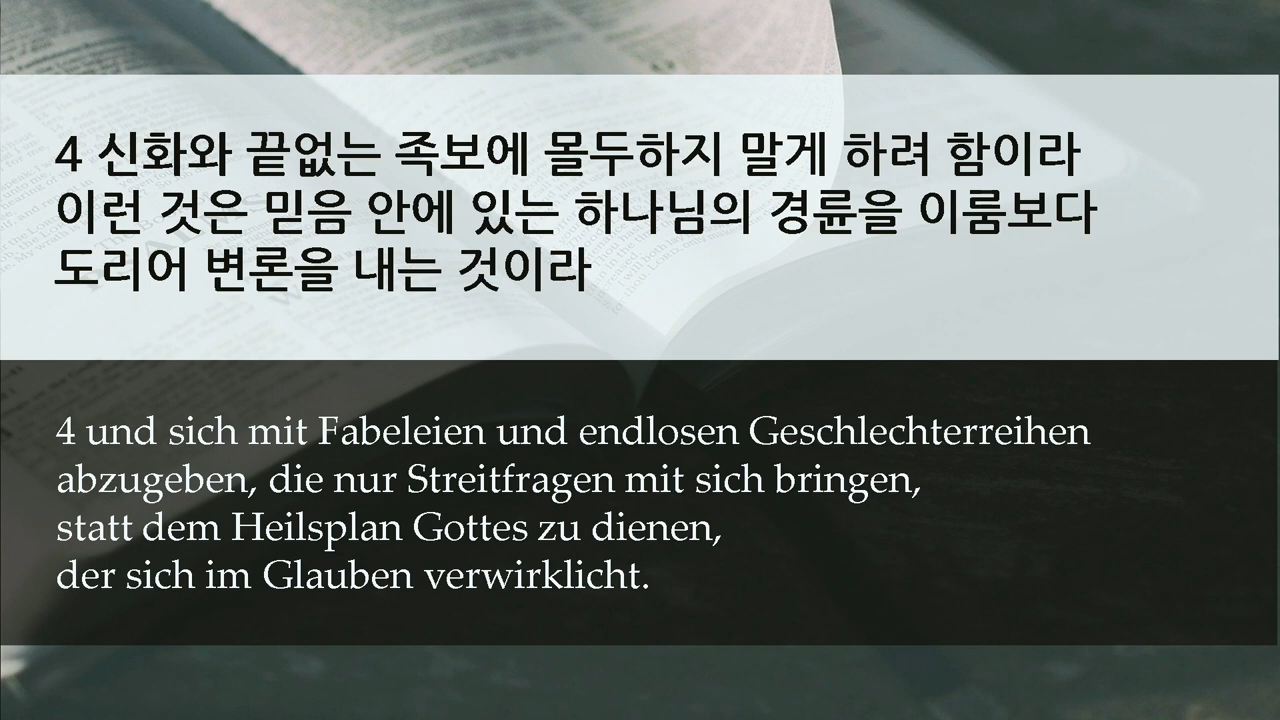 4 신화와 끝없는 족보에 몰두하지 말게 하려 함이라
이런 것은 믿음 안에 있는 하나님의 경륜을 이룸보다
도리어 변론을 내는 것이라
4 und sich mit Fabeleien und endlosen Geschlechterreihen
abzugeben, die nur Streitfragen mit sich bringen,
statt dem Heilsplan Gottes zu dienen,
der sich im Glauben verwirklicht.